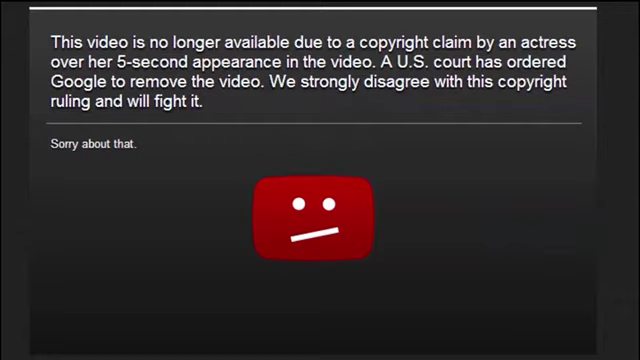 This video is no longer available due to a copyright claim by an actress
over her 5-second appearance in the video. A U.S. court has ordered
Google to remove the video. We strongly disagree with this copyright
ruling and will fight it.
Sorry about that.